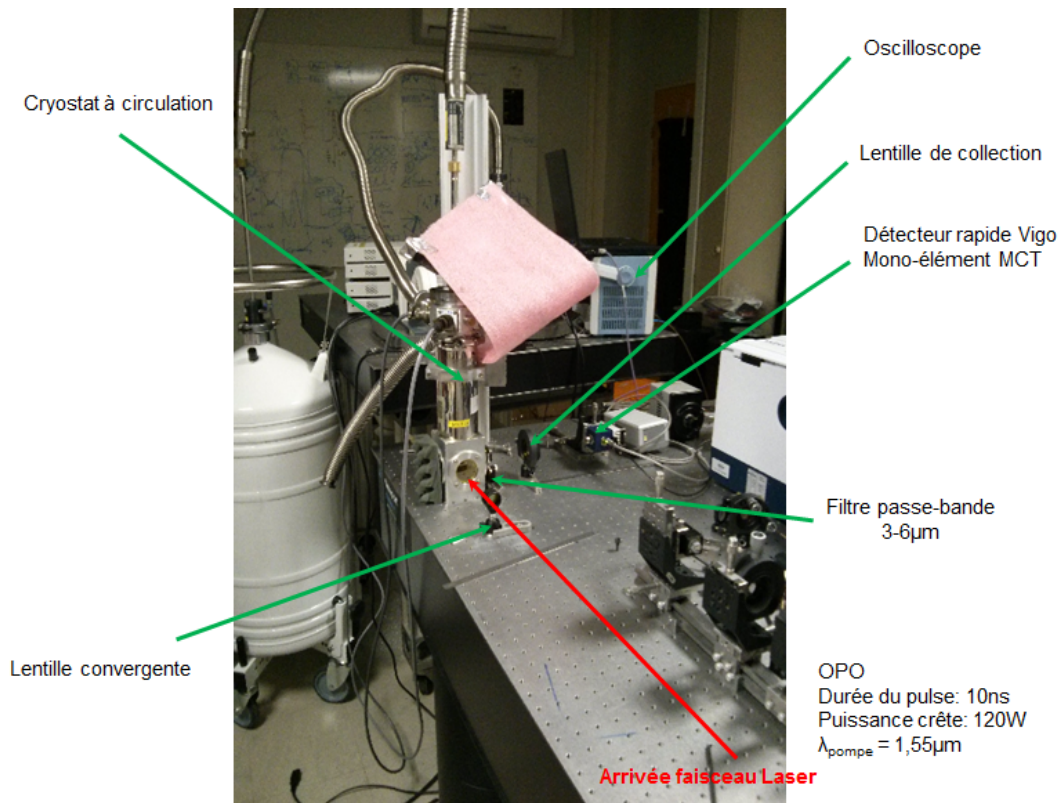 Oscilloscope
Cryostat à circulation
Lentille de collection
Détecteur rapide Vigo
Mono-élément MCT
Filtre passe-bande
3-6µm
Lentille convergente
OPO
Durée du pulse: 10ns
Puissance crête: 120W
λpompe = 1,55µm
Arrivée faisceau Laser